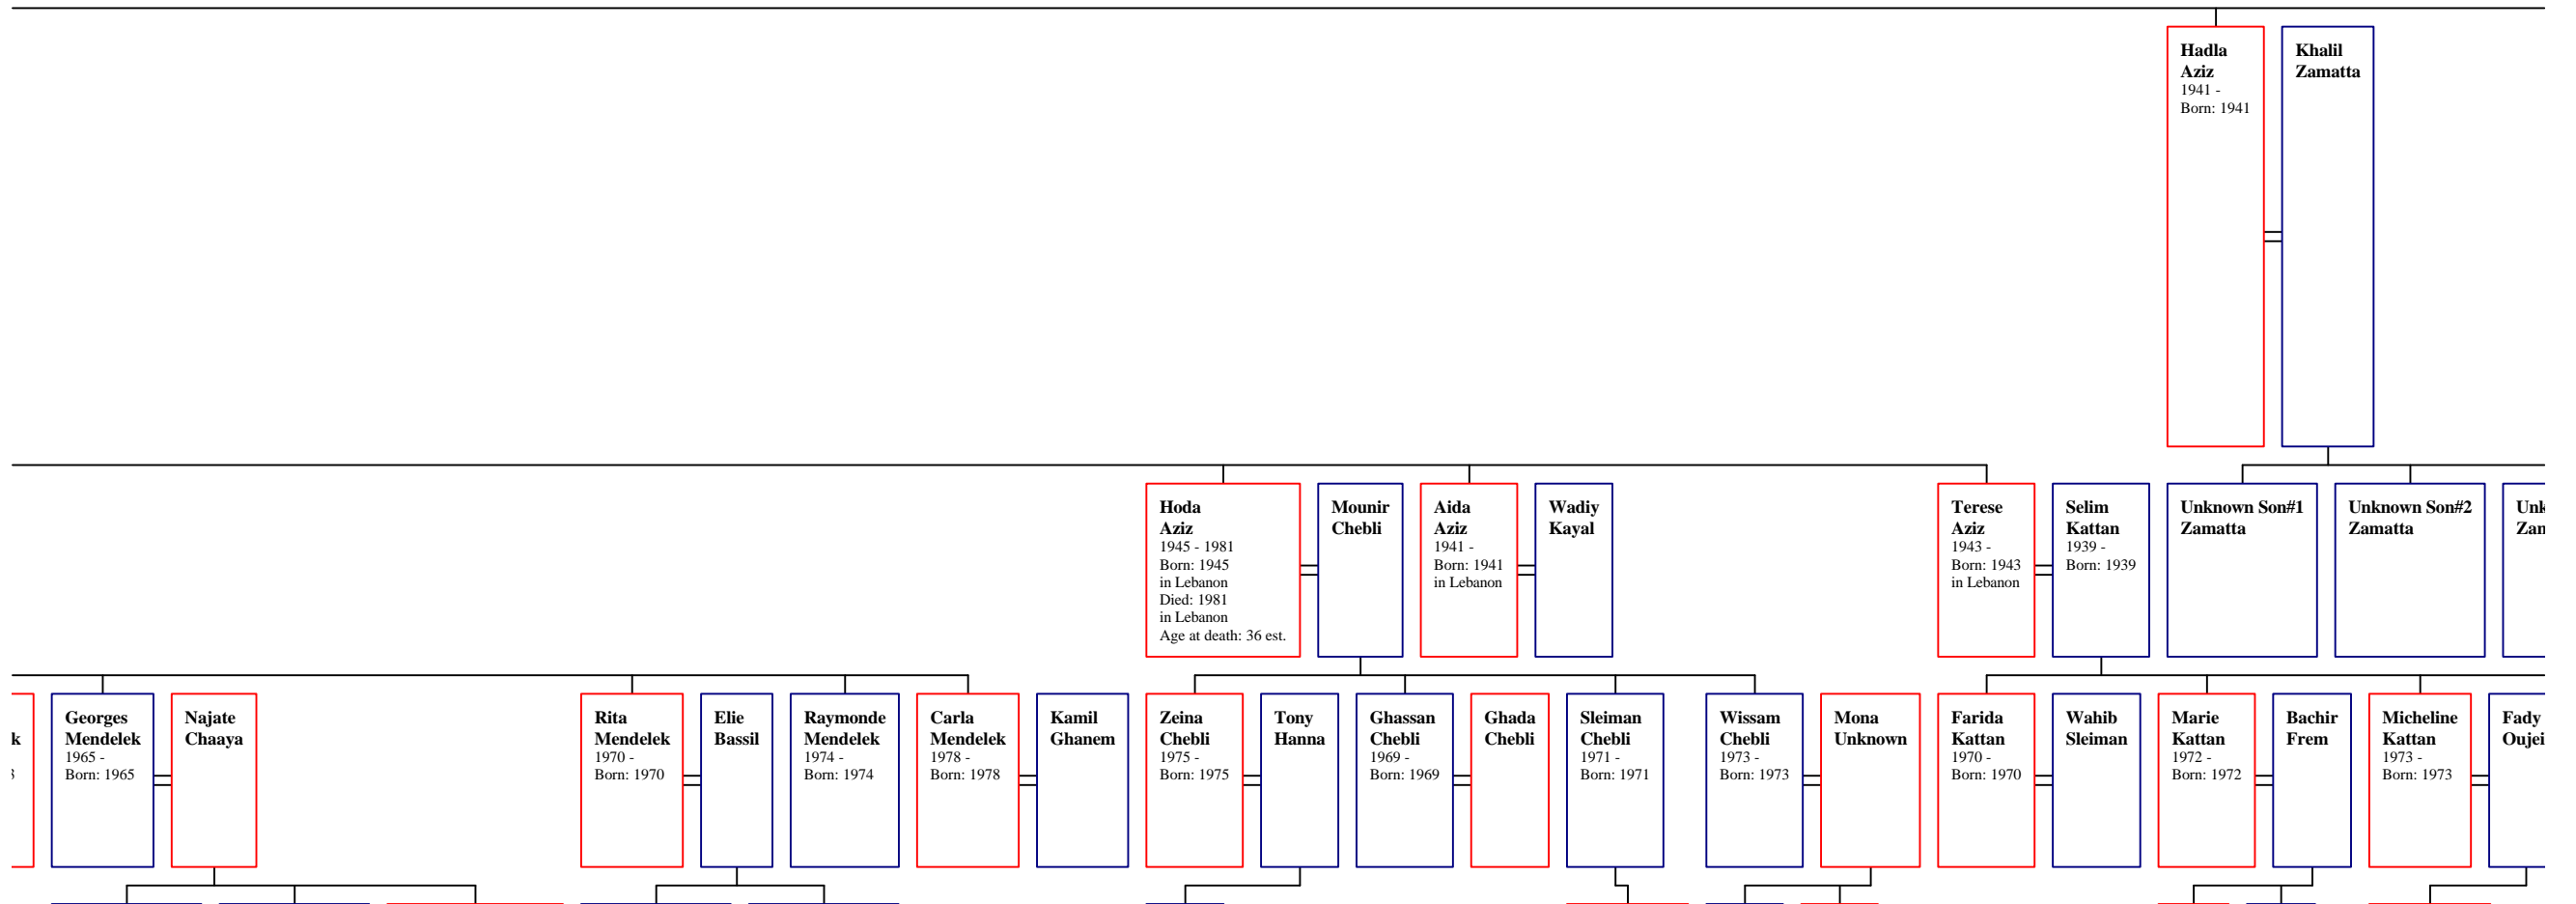 Hadla
Aziz
1941 -
Born: 1941
Khalil
Zamatta
Hoda
Aziz
1945 - 1981
Born: 1945
in Lebanon
Died: 1981
in Lebanon
Age at death: 36 est.
Mounir
Chebli
Aida
Aziz
1941 -
Born: 1941
in Lebanon
Wadiy
Kayal
Terese
Aziz
1943 -
Born: 1943
in Lebanon
Selim
Kattan
1939 -
Born: 1939
Unknown Son#1
Zamatta
Unknown Son#2
Zamatta
Unk
Zan
k
3
Georges
Mendelek
1965 -
Born: 1965
Najate
Chaaya
Rita
Mendelek
1970 -
Born: 1970
Elie
Bassil
Raymonde
Mendelek
1974 -
Born: 1974
Carla
Mendelek
1978 -
Born: 1978
Kamil
Ghanem
Zeina
Chebli
1975 -
Born: 1975
Tony
Hanna
Ghassan
Chebli
1969 -
Born: 1969
Ghada
Chebli
Sleiman
Chebli
1971 -
Born: 1971
Wissam
Chebli
1973 -
Born: 1973
Mona
Unknown
Farida
Kattan
1970 -
Born: 1970
Wahib
Sleiman
Marie
Kattan
1972 -
Born: 1972
Bachir
Frem
Micheline
Kattan
1973 -
Born: 1973
Fady
Oujei